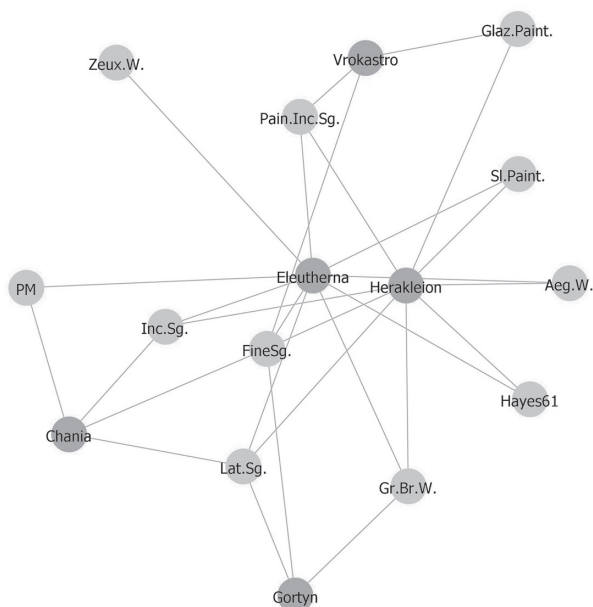 Glaz.Paint.
Vrokastro
Zeux.W.
Pain.Inc.Sg.
Sl.Paint.
Eleutherna
Herakleion
Aeg.W.
PM
Inc.Sg.
FineSg.
Hayes61
Chania
Lat.Sg.
Gr.Br.W.
Gortyn